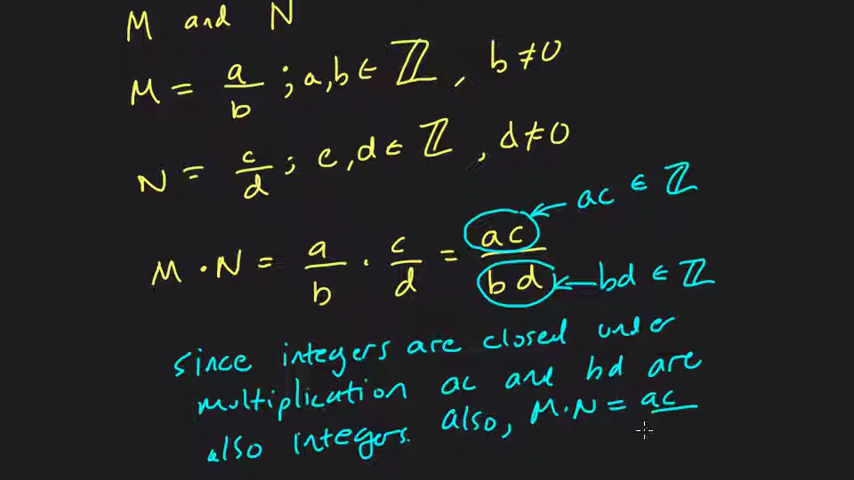 M and N
M = a/b ; a,b ∈ ℤ, b≠0
N = c/d ; c,d ∈ ℤ, d≠0
M·N = a/b · c/d = ac/bd
ac ∈ ℤ
bd ∈ ℤ
since integers are closed under
multiplication ac and bd are
also integers. also, M·N = ac